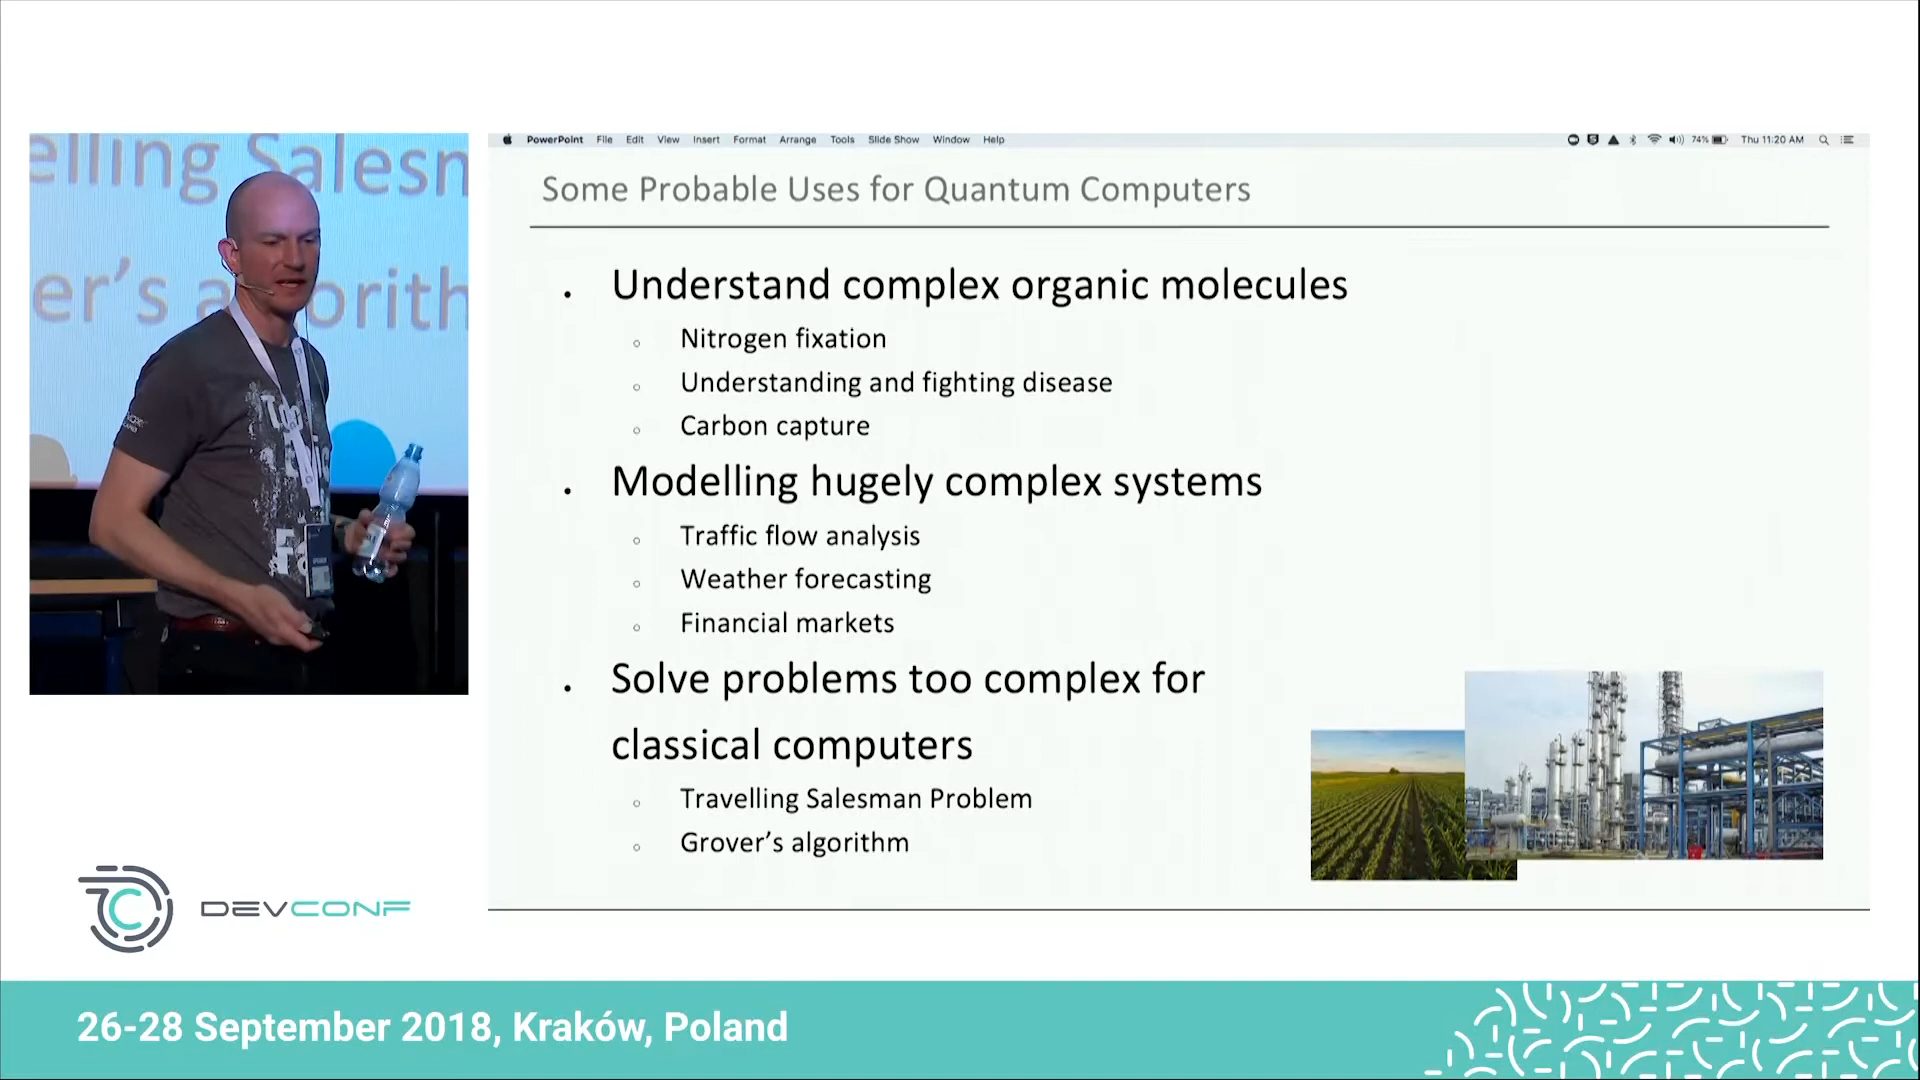 elling Salesn
er's algorith
PowerPoint File Edit View Insert Format Arrange Tools Slide Show Window Help 74% Thu 11:20 AM
Some Probable Uses for Quantum Computers
Understand complex organic molecules
Nitrogen fixation
Understanding and fighting disease
Carbon capture
Modelling hugely complex systems
Traffic flow analysis
Weather forecasting
Financial markets
Solve problems too complex for
classical computers
Travelling Salesman Problem
Grover's algorithm
DEVCONF
26-28 September 2018, Kraków, Poland